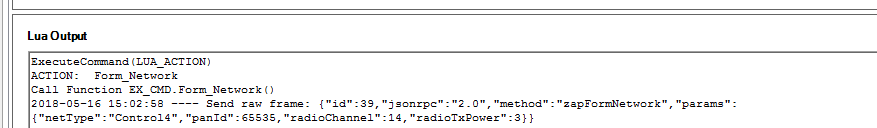 Lua Output
ExecuteCommand(LUA_ACTION)
ACTION:  Form_Network
Call Function EX_CMD.Form_Network()
2018-05-16 15:02:58 ---- Send raw frame: {"id":39,"jsonrpc":"2.0","method":"zapFormNetwork","params":
{"netType":"Control4","panId":65535,"radioChannel":14,"radioTxPower":3}}